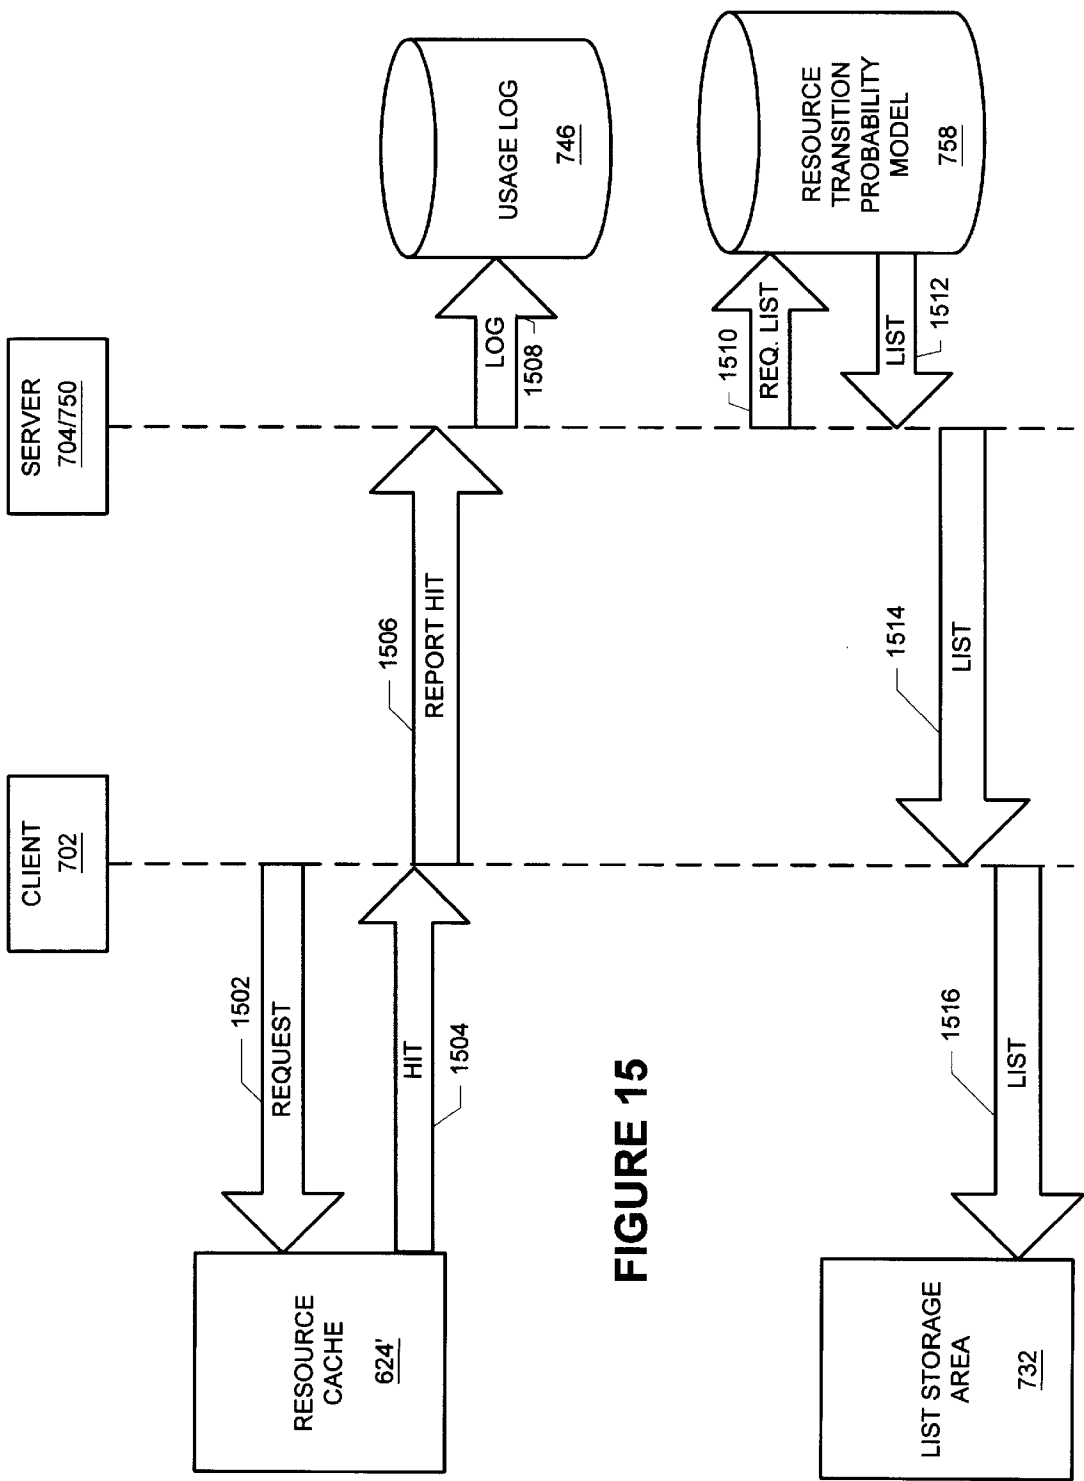 CLIENT
702
SERVER
704/750
RESOURCE
CACHE
624'
1502
REQUEST
HIT
1504
1506
REPORT HIT
LOG
1508
USAGE LOG
746
1510
REQ. LIST
LIST
1512
RESOURCE
TRANSITION
PROBABILITY
MODEL
758
1514
LIST
1516
LIST
LIST STORAGE
AREA
732
FIGURE 15